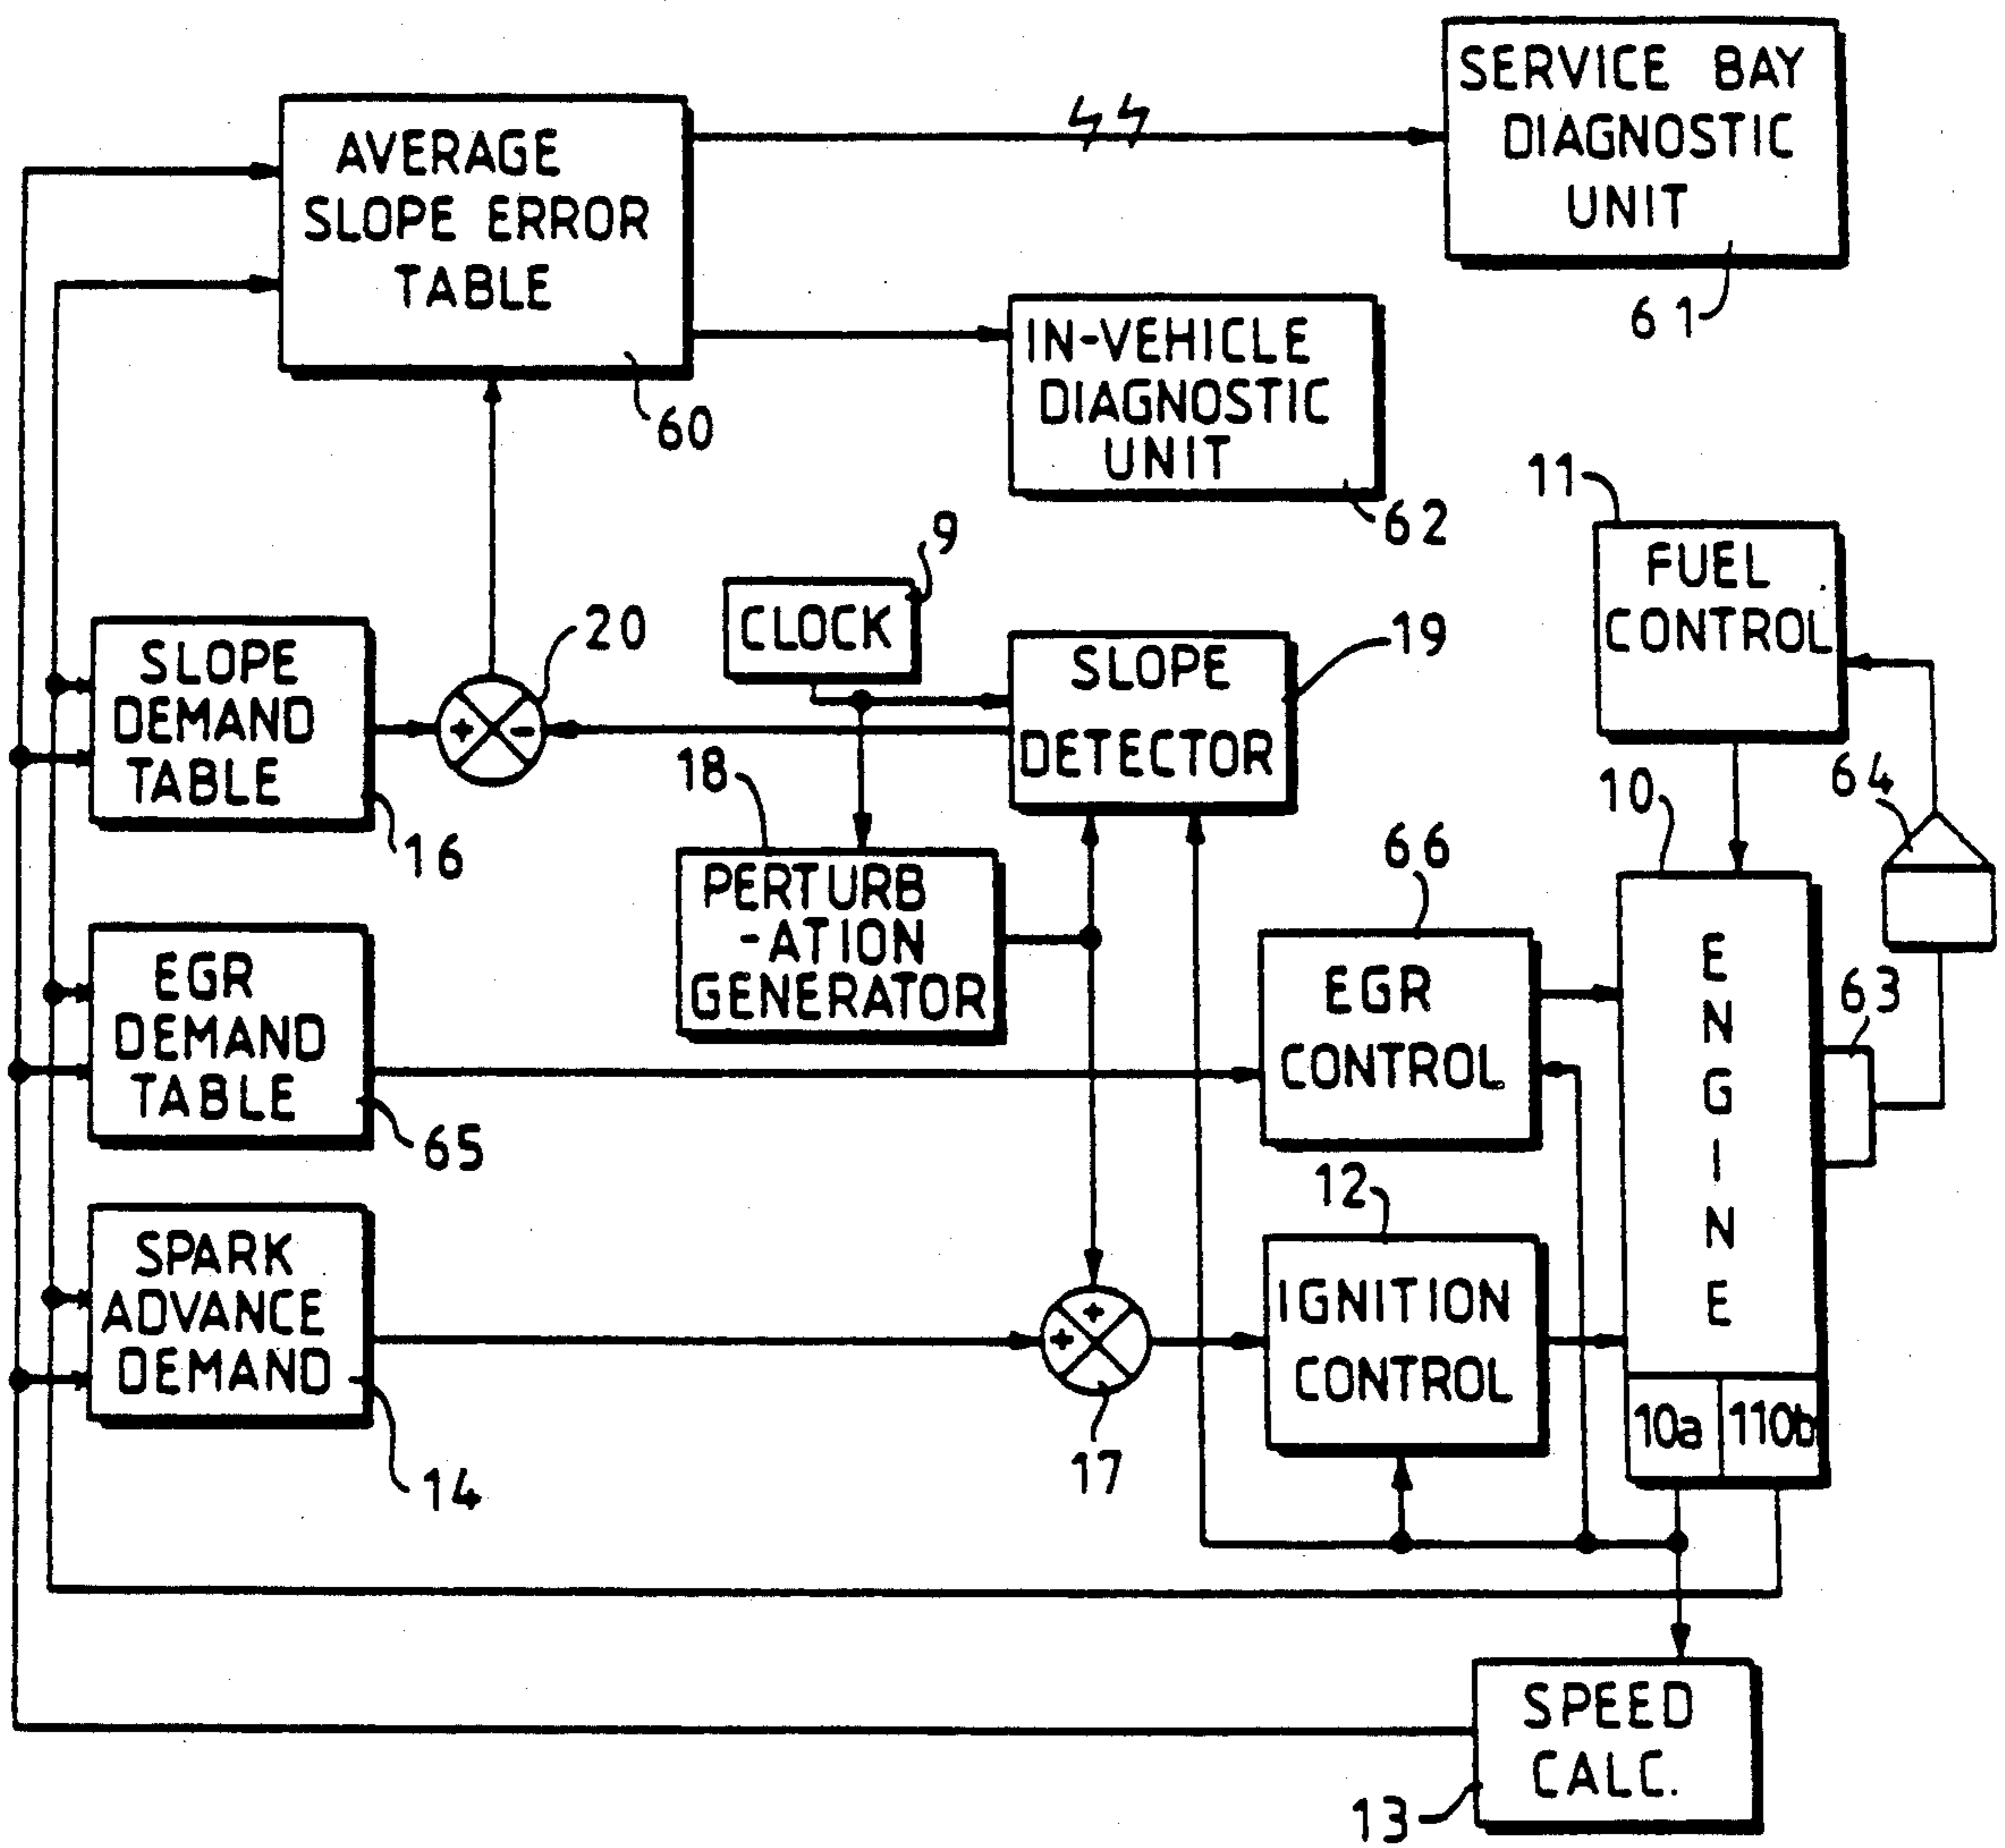 SERVICE BAY
DIAGNOSTIC
UNIT
61
AVERAGE
SLOPE ERROR
TABLE
60
IN-VEHICLE
DIAGNOSTIC
UNIT
62
11
FUEL
CONTROL
9
CLOCK
20
SLOPE
DEMAND
TABLE
16
+
-
SLOPE
DETECTOR
19
18
PERTURB
-ATION
GENERATOR
10
64
66
EGR
CONTROL
ENGINE
63
EGR
DEMAND
TABLE
65
12
SPARK
ADVANCE
DEMAND
14
+
+
17
IGNITION
CONTROL
10a
110b
SPEED
CALC.
13